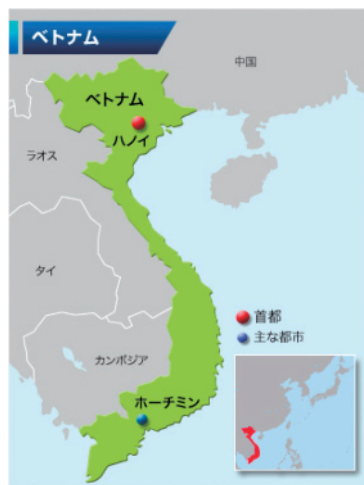 ベトナム
中国
ベトナム
ハノイ
ラオス
タイ
首都
主な都市
カンボジア
ホーチミン